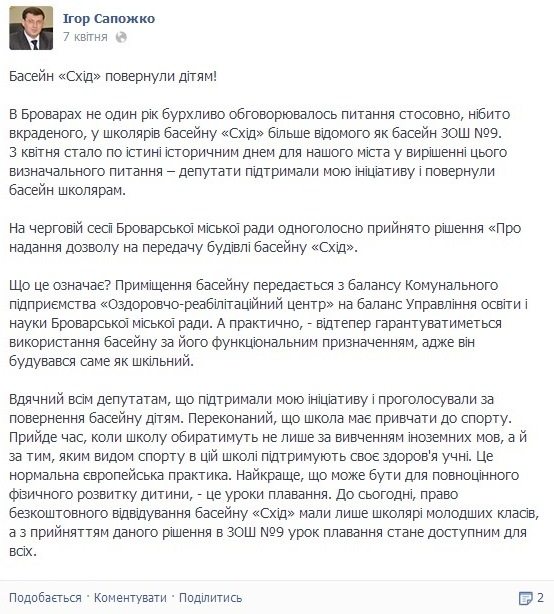 Ігор Сапожко
7 квітня
Басейн «Схід» повернули дітям!
В Броварах не один рік бурхливо обговорювалось питання стосовно, нібито
вкраденого, у школярів басейну «Схід» більше відомого як басейн ЗОШ №9.
3 квітня стало по істині історичним днем для нашого міста у вирішенні цього
визначального питання – депутати підтримали мою ініціативу і повернули
басейн школярам.
На черговій сесії Броварської міської ради одноголосно прийнято рішення «Про
надання дозволу на передачу будівлі басейну «Схід».
Що це означає? Приміщення басейну передається з балансу Комунального
підприємства «Оздоровчо-реабілітаційний центр» на баланс Управління освіти і
науки Броварської міської ради. А практично, - відтепер гарантуватиметься
використання басейну за його функціональним призначенням, адже він
будувався саме як шкільний.
Вдячний всім депутатам, що підтримали мою ініціативу і проголосували за
повернення басейну дітям. Переконаний, що школа має привчати до спорту.
Прийде час, коли школу обиратимуть не лише за вивченням іноземних мов, а й
за тим, яким видом спорту в цій школі підтримують своє здоров'я учні. Це
нормальна європейська практика. Найкраще, що може бути для повноцінного
фізичного розвитку дитини, - це уроки плавання. До сьогодні, право
безкоштовного відвідування басейну «Схід» мали лише школярі молодших класів,
а з прийняттям даного рішення в ЗОШ №9 урок плавання стане доступним для
всіх.
Подобається · Коментувати · Поділитись 2